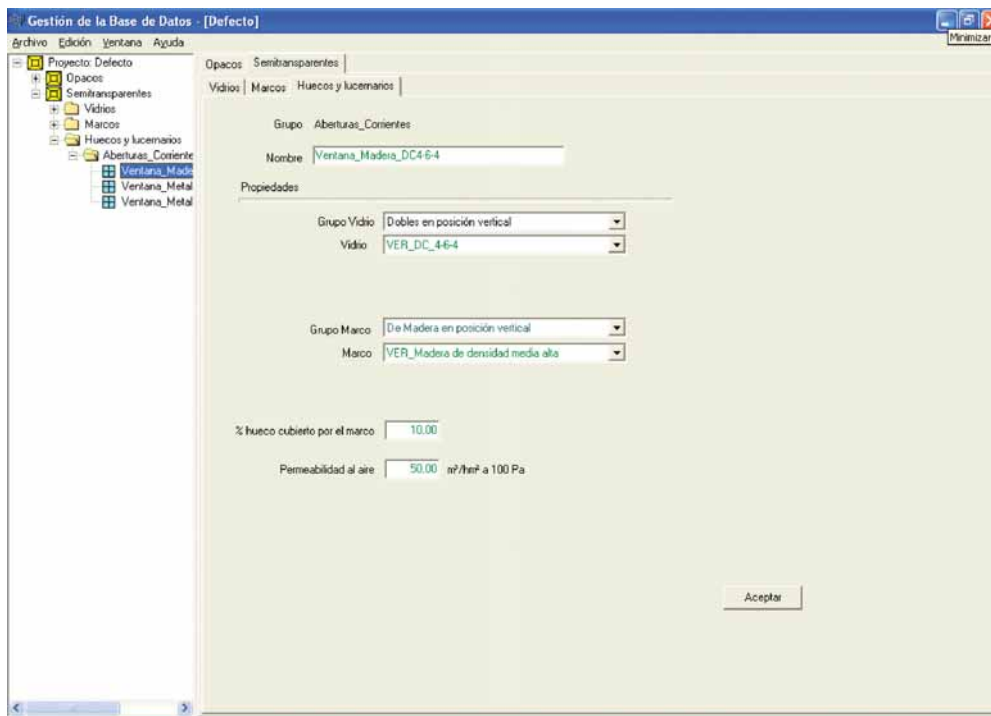 Gestión de la Base de Datos - [Defecto]
Minimizar
Archivo Edición Ventana Ayuda
Proyecto: Defecto
Opacos
Semitransparentes
Vidrios
Marcos
Huecos y lucernarios
Aberturas_Corriente
Ventana_Made
Ventana_Metal
Ventana_Metal
Opacos Semitransparentes
Vidrios Marcos Huecos y lucernarios
Grupo Aberturas_Corrientes
Nombre Ventana_Madera_DC4-6-4
Propiedades
Grupo Vidrio Dobles en posición vertical
Vidrio VER_DC_4-6-4
Grupo Marco De Madera en posición vertical
Marco VER_Madera de densidad media alta
% hueco cubierto por el marco 10,00
Permeabilidad al aire 50,00 m³/hm² a 100 Pa
Aceptar